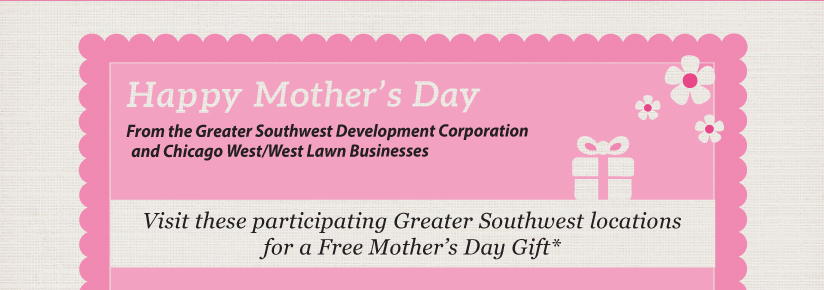 Happy Mother's Day
From the Greater Southwest Development Corporation
and Chicago West/West Lawn Businesses
Visit these participating Greater Southwest locations
for a Free Mother's Day Gift*